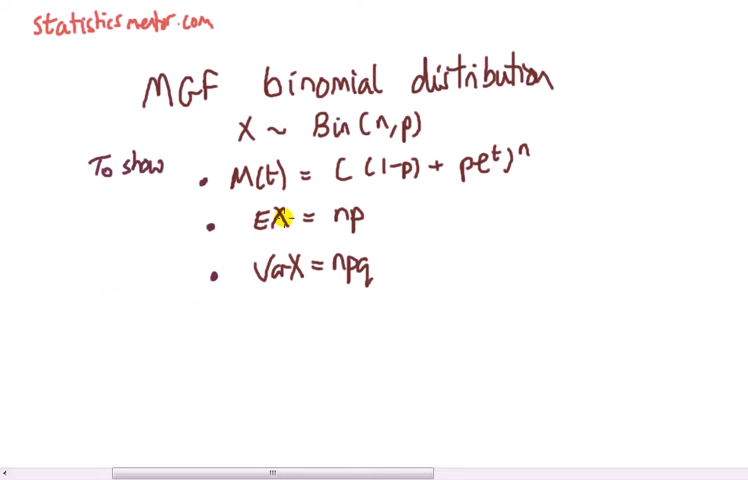 statisticsmentor.com
MGF binomial distribution
X ~ Bin(n,p)
To show
• M(t) = ((1-p) + pe^t)^n
• EX = np
• VarX = npq